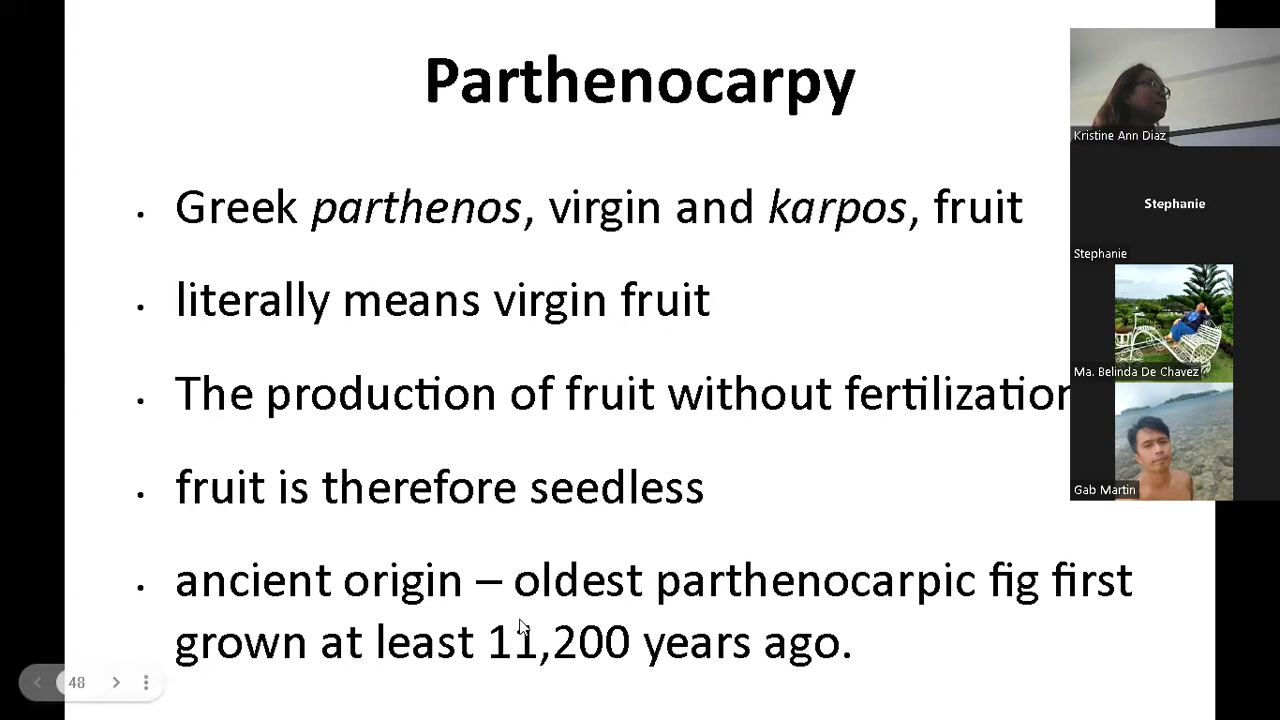 Parthenocarpy
• Greek parthenos, virgin and karpos, fruit
• literally means virgin fruit
• The production of fruit without fertilization
• fruit is therefore seedless
• ancient origin – oldest parthenocarpic fig first
grown at least 11,200 years ago.
48
Kristine Ann Diaz
Stephanie
Stephanie
Ma. Belinda De Chavez
Gab Martin